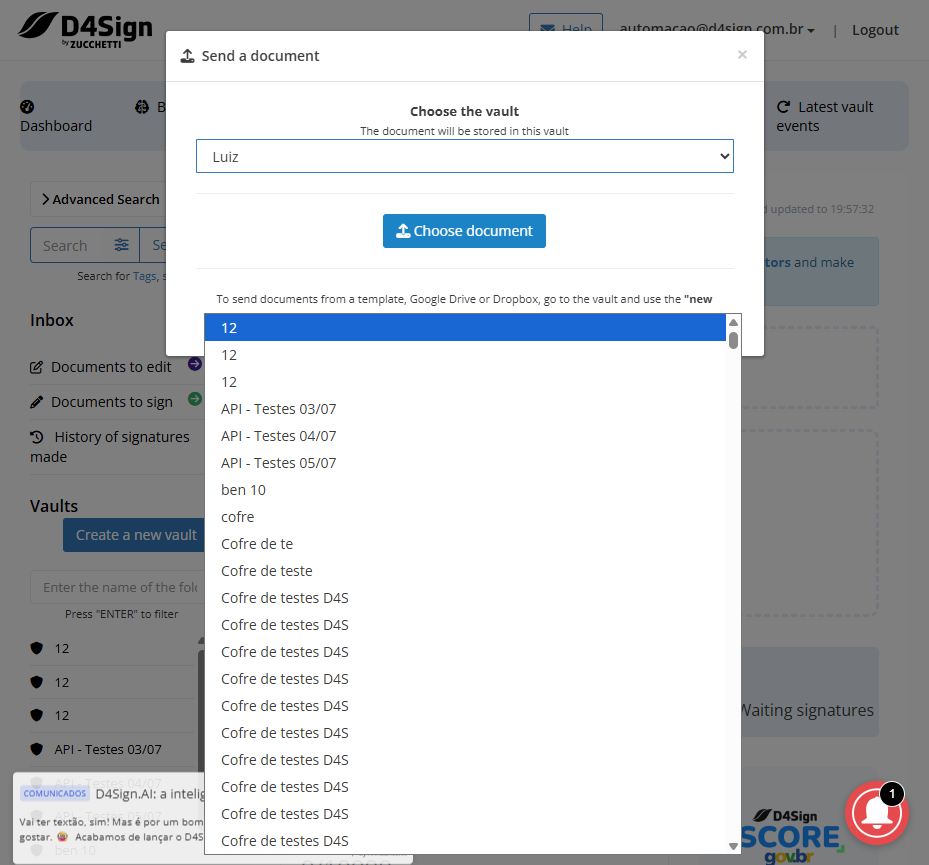 D4Sign
by ZUCCHETTI
Help
automacao@d4sign.com.br
|
Logout
Send a document
×
Dashboard
B
Latest vault
events
Choose the vault
The document will be stored in this vault
Luiz
Advanced Search
updated to 19:57:32
Search
Se
Choose document
Search for Tags, s
tors and make
To send documents from a template, Google Drive or Dropbox, go to the vault and use the "new
Inbox
Documents to edit
Documents to sign
History of signatures
made
Vaults
Create a new vault
Enter the name of the fol
Press "ENTER" to filter
12
12
12
API - Testes 03/07
API - Testes 04/07
ben 10
12
12
12
API - Testes 03/07
API - Testes 04/07
API - Testes 05/07
ben 10
cofre
Cofre de te
Cofre de teste
Cofre de testes D4S
Cofre de testes D4S
Cofre de testes D4S
Cofre de testes D4S
Cofre de testes D4S
Cofre de testes D4S
Cofre de testes D4S
Cofre de testes D4S
Cofre de testes D4S
Cofre de testes D4S
Waiting signatures
COMUNICADOS
D4Sign.AI: a intelig
Vai ter textão, sim! Mas é por um bom
gostar.
Acabamos de lançar o D4S
D4Sign
SCORE
gov.br
1